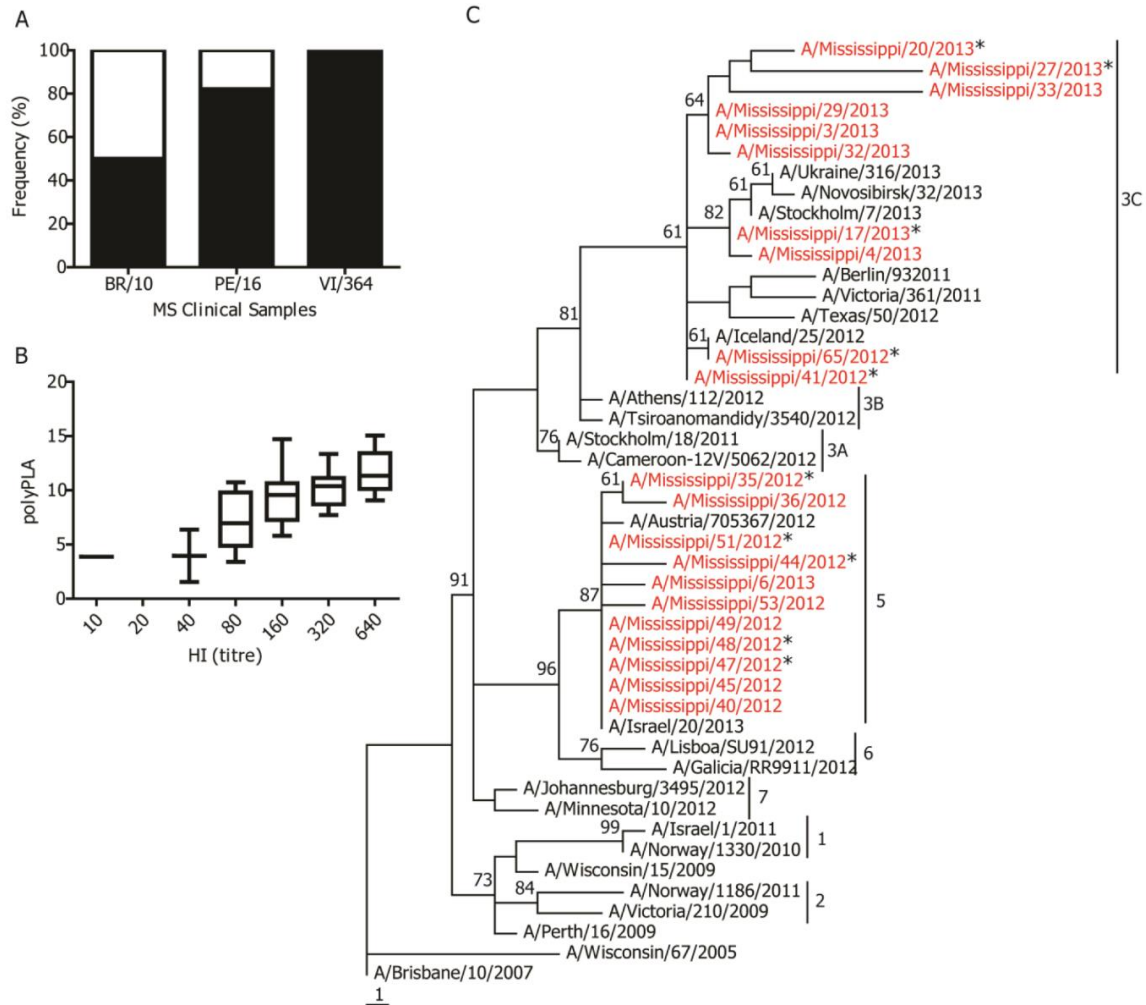 A
100
80
60
40
20
0
Frequency (%)
BR/10 PE/16 VI/364
MS Clinical Samples
B
20
15
10
5
0
polyPLA
10 20 40 80 160 320 640
HI (titre)
C
A/Mississippi/20/2013*
A/Mississippi/27/2013*
A/Mississippi/33/2013
64
A/Mississippi/29/2013
A/Mississippi/3/2013
A/Mississippi/32/2013
61
A/Ukraine/316/2013
61
A/Novosibirsk/32/2013
82
A/Stockholm/7/2013
61
A/Mississippi/17/2013*
A/Mississippi/4/2013
A/Berlin/932011
A/Victoria/361/2011
81
A/Texas/50/2012
61
A/Iceland/25/2012
A/Mississippi/65/2012*
A/Mississippi/41/2012*
3C
A/Athens/112/2012
A/Tsiroanomandidy/3540/2012
3B
76
A/Stockholm/18/2011
A/Cameroon-12V/5062/2012
3A
61
A/Mississippi/35/2012*
A/Mississippi/36/2012
A/Austria/705367/2012
A/Mississippi/51/2012*
A/Mississippi/44/2012*
91
A/Mississippi/6/2013
87
A/Mississippi/53/2012
A/Mississippi/49/2012
A/Mississippi/48/2012*
A/Mississippi/47/2012*
96
A/Mississippi/45/2012
A/Mississippi/40/2012
A/Israel/20/2013
5
76
A/Lisboa/SU91/2012
A/Galicia/RR9911/2012
6
A/Johannesburg/3495/2012
A/Minnesota/10/2012
7
99
A/Israel/1/2011
A/Norway/1330/2010
1
A/Wisconsin/15/2009
73
84
A/Norway/1186/2011
A/Victoria/210/2009
2
A/Perth/16/2009
A/Wisconsin/67/2005
A/Brisbane/10/2007
1